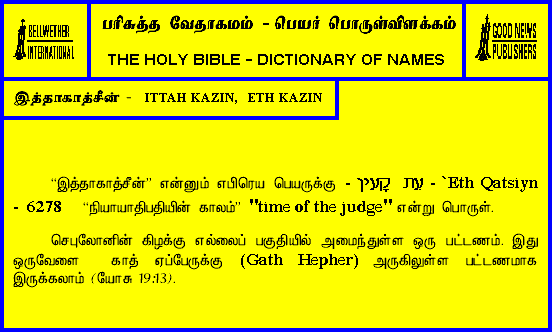 BELLWETHER
INTERNATIONAL
பரிசுத்த வேதாகமம் - பெயர் பொருள்விளக்கம்
THE HOLY BIBLE - DICTIONARY OF NAMES
GOOD NEWS
PUBLISHERS
இத்தாகாத்சீன் - ITTAH KAZIN, ETH KAZIN
“இத்தாகாத்சீன்” என்னும் எபிரெய பெயருக்கு - עת קָעין - `Eth Qatsiyn
- 6278 “நியாயாதிபதியின் காலம்” "time of the judge" என்று பொருள்.
செபுலோனின் கிழக்கு எல்லைப் பகுதியில் அமைந்துள்ள ஒரு பட்டணம். இது
ஒருவேளை காத் ஏப்பேருக்கு (Gath Hepher) அருகிலுள்ள பட்டணமாக
இருக்கலாம் (யோசு 19:13).